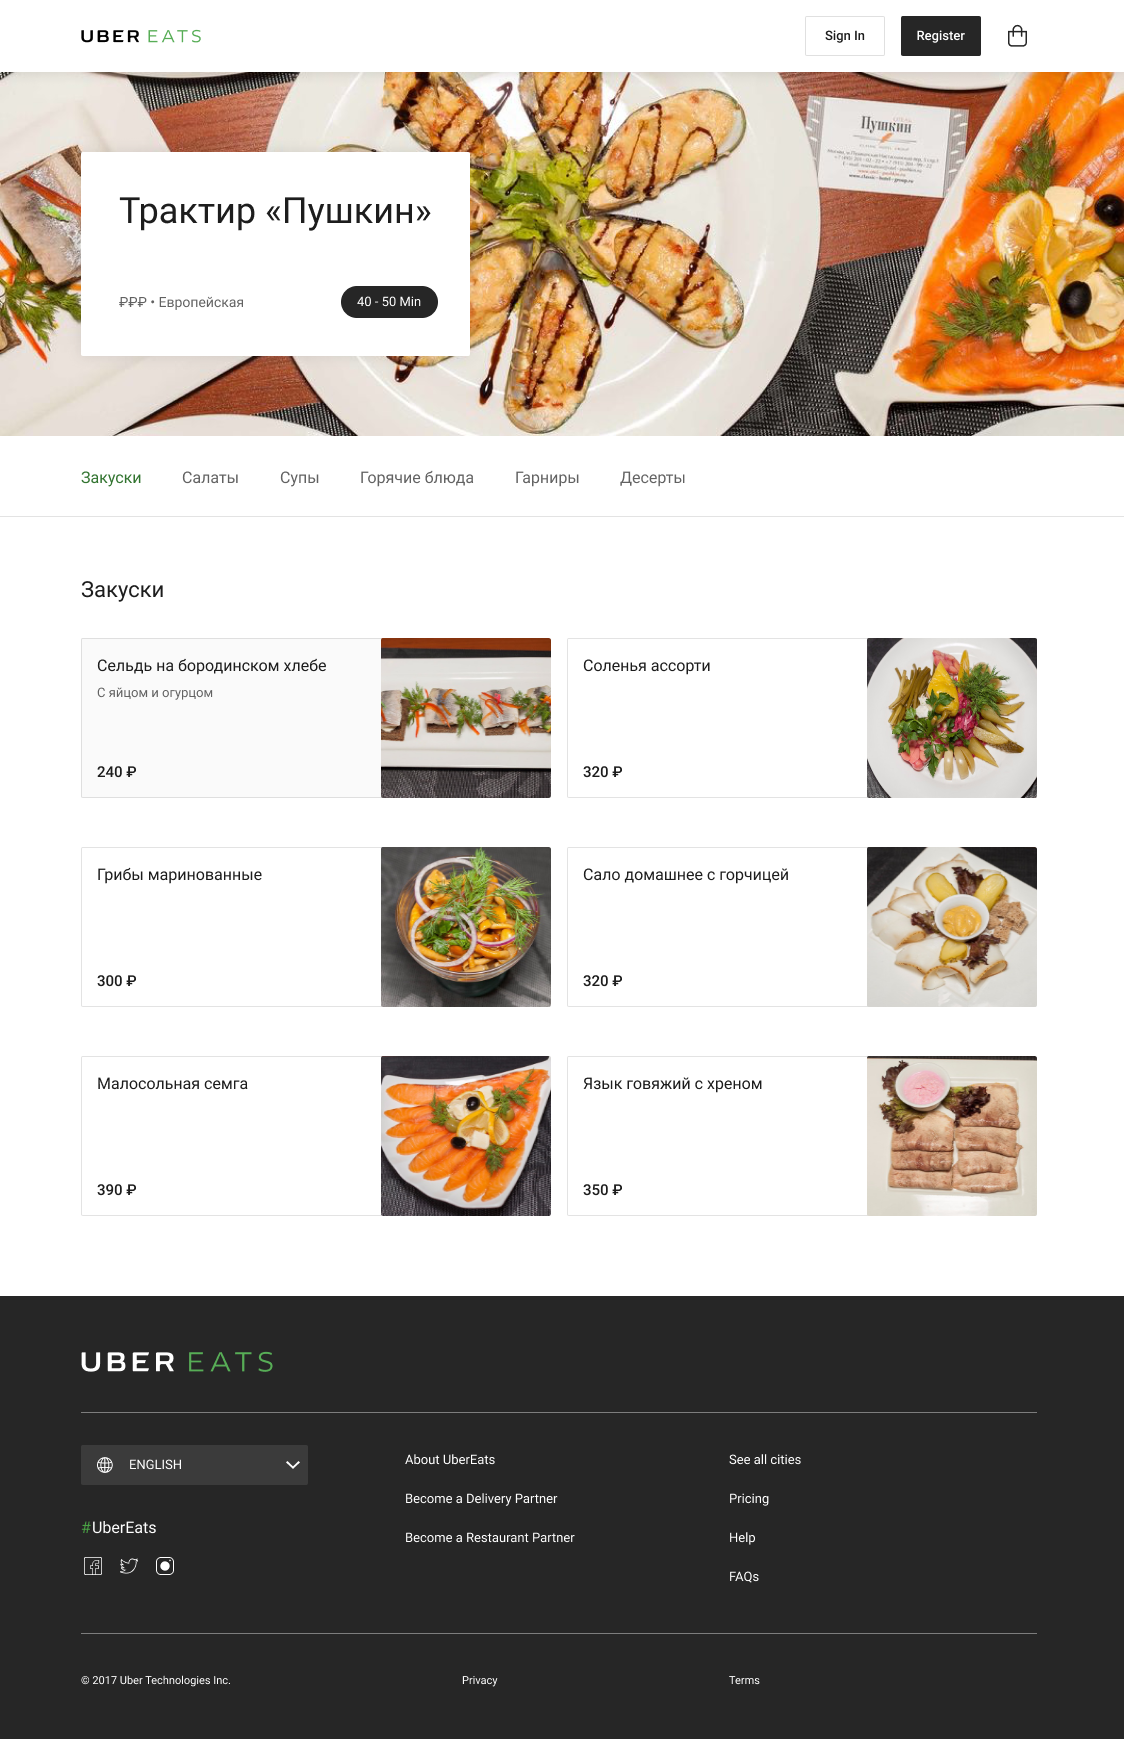 UBER EATS
Sign In
Register
Пушкин
Трактир «Пушкин»
₽₽₽ • Европейская
40 - 50 Min
Закуски
Салаты
Супы
Горячие блюда
Гарниры
Десерты
Закуски
Сельдь на бородинском хлебе
С яйцом и огурцом
240 ₽
Соленья ассорти
320 ₽
Грибы маринованные
300 ₽
Сало домашнее с горчицей
320 ₽
Малосольная семга
390 ₽
Язык говяжий с хреном
350 ₽
UBER EATS
ENGLISH
#UberEats
About UberEats
Become a Delivery Partner
Become a Restaurant Partner
See all cities
Pricing
Help
FAQs
© 2017 Uber Technologies Inc.
Privacy
Terms